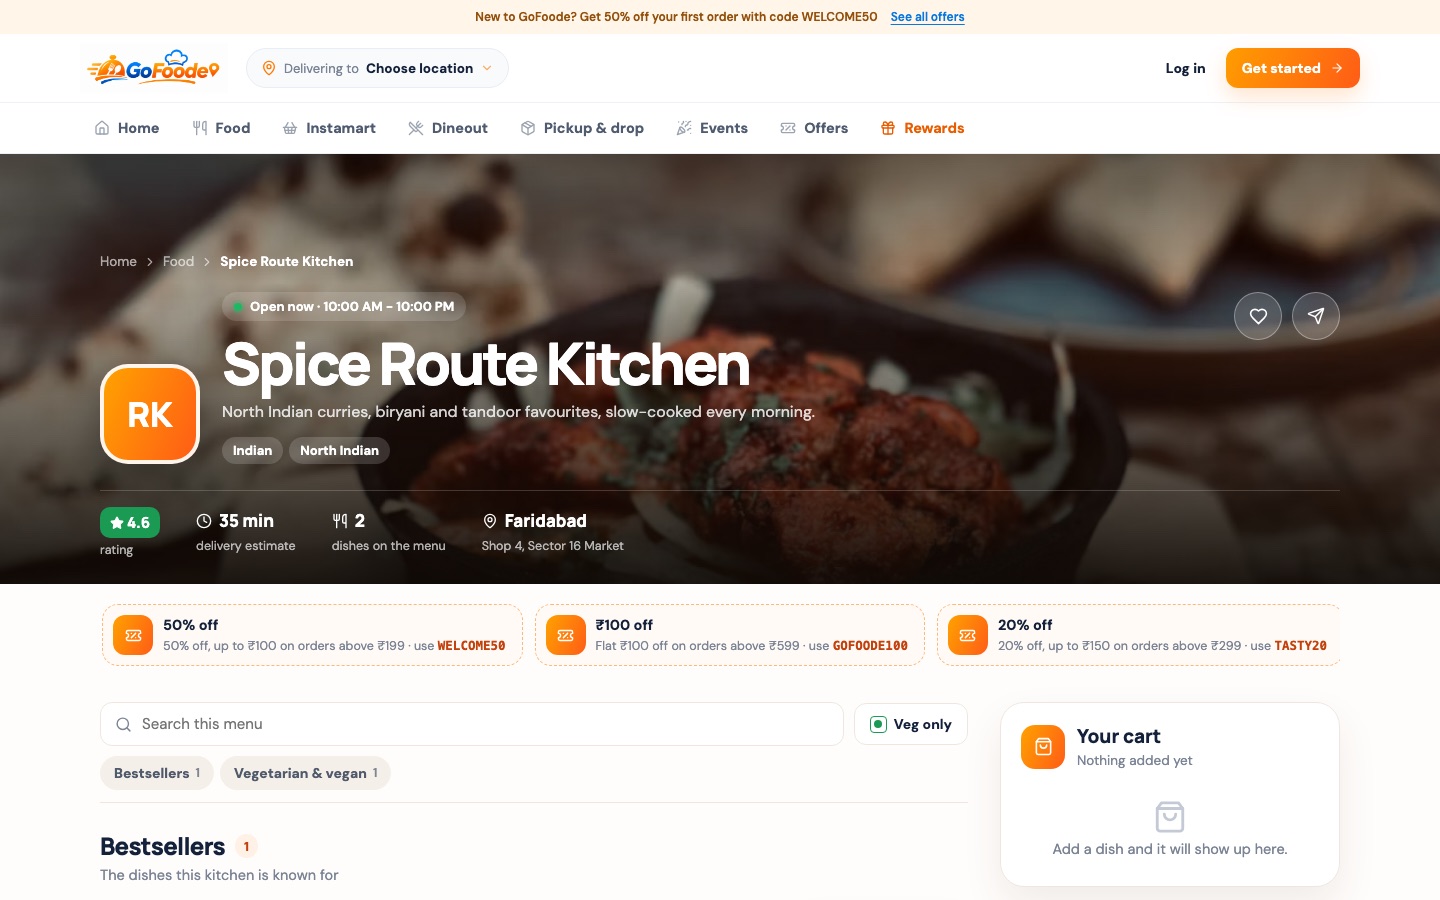 New to GoFoode? Get 50% off your first order with code WELCOME50 See all offers
GoFoode
Delivering to Choose location
Log in
Get started
Home
Food
Instamart
Dineout
Pickup & drop
Events
Offers
Rewards
Home > Food > Spice Route Kitchen
Open now · 10:00 AM – 10:00 PM
Spice Route Kitchen
RK
North Indian curries, biryani and tandoor favourites, slow-cooked every morning.
Indian
North Indian
4.6
rating
35 min
delivery estimate
2
dishes on the menu
Faridabad
Shop 4, Sector 16 Market
50% off
50% off, up to ₹100 on orders above ₹199 · use WELCOME50
₹100 off
Flat ₹100 off on orders above ₹599 · use GOFOODE100
20% off
20% off, up to ₹150 on orders above ₹299 · use TASTY20
Search this menu
Veg only
Bestsellers 1
Vegetarian & vegan 1
Your cart
Nothing added yet
Add a dish and it will show up here.
Bestsellers 1
The dishes this kitchen is known for